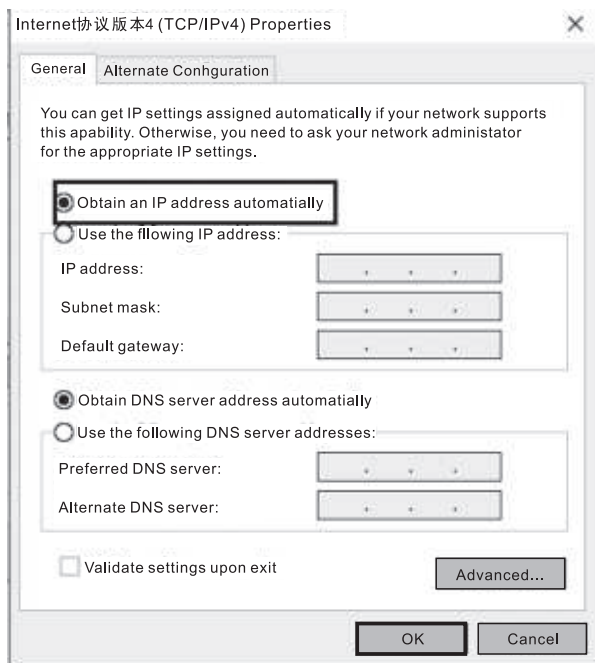 Internet协议版本4 (TCP/IPv4) Properties
General
Alternate Conhguration
You can get IP settings assigned automatically if your network supports
this apability. Otherwise, you need to ask your network administator
for the appropriate IP settings.
Obtain an IP address automatially
Use the fllowing IP address:
IP address:
Subnet mask:
Default gateway:
Obtain DNS server address automatially
Use the following DNS server addresses:
Preferred DNS server:
Alternate DNS server:
Validate settings upon exit
Advanced...
OK
Cancel